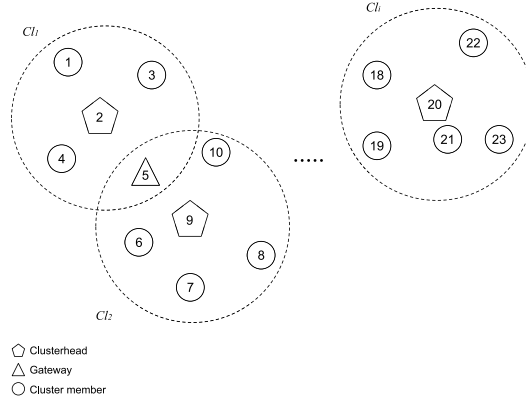 Cl₁
Clᵢ
1
3
2
4
5
10
9
6
8
7
Cl₂
.....
22
18
20
19
21
23
Clusterhead
Gateway
Cluster member